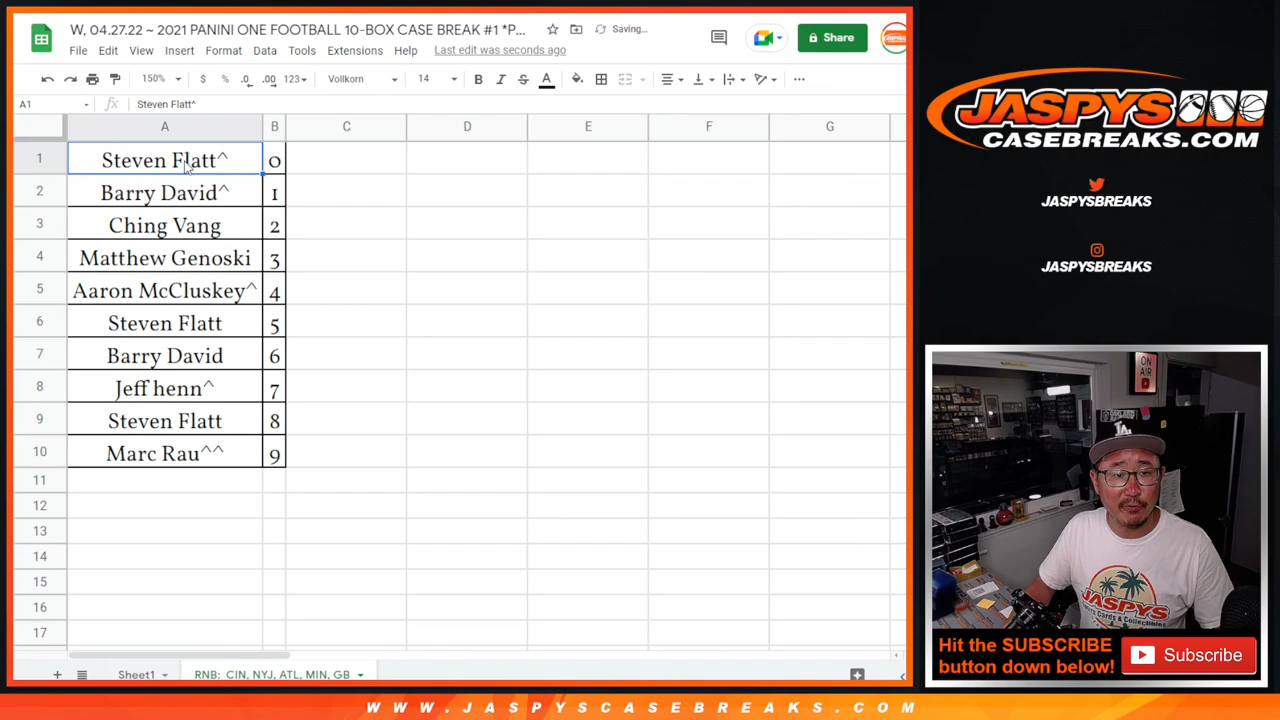 W, 04.27.22 ~ 2021 PANINI ONE FOOTBALL 10-BOX CASE BREAK #1 *P...
Saving...
File Edit View Insert Format Data Tools Extensions Help Last edit was seconds ago
Share
150% $ % .0 .00 123 Vollkorn 14 B I S A
A1 fx Steven Flatt^
A B C D E F G
1 Steven Flatt^ 0
2 Barry David^ 1
3 Ching Vang 2
4 Matthew Genoski 3
5 Aaron McCluskey^ 4
6 Steven Flatt 5
7 Barry David 6
8 Jeff henn^ 7
9 Steven Flatt 8
10 Marc Rau^^ 9
11
12
13
14
15
16
17
Sheet1 RNB: CIN, NYJ, ATL, MIN, GB
JASPYS
CASEBREAKS.COM
JASPYSBREAKS
JASPYSBREAKS
ON
AIR
LA
JASPYS
Hit the SUBSCRIBE
button down below!
Subscribe
WWW.JASPYSCASEBREAKS.COM